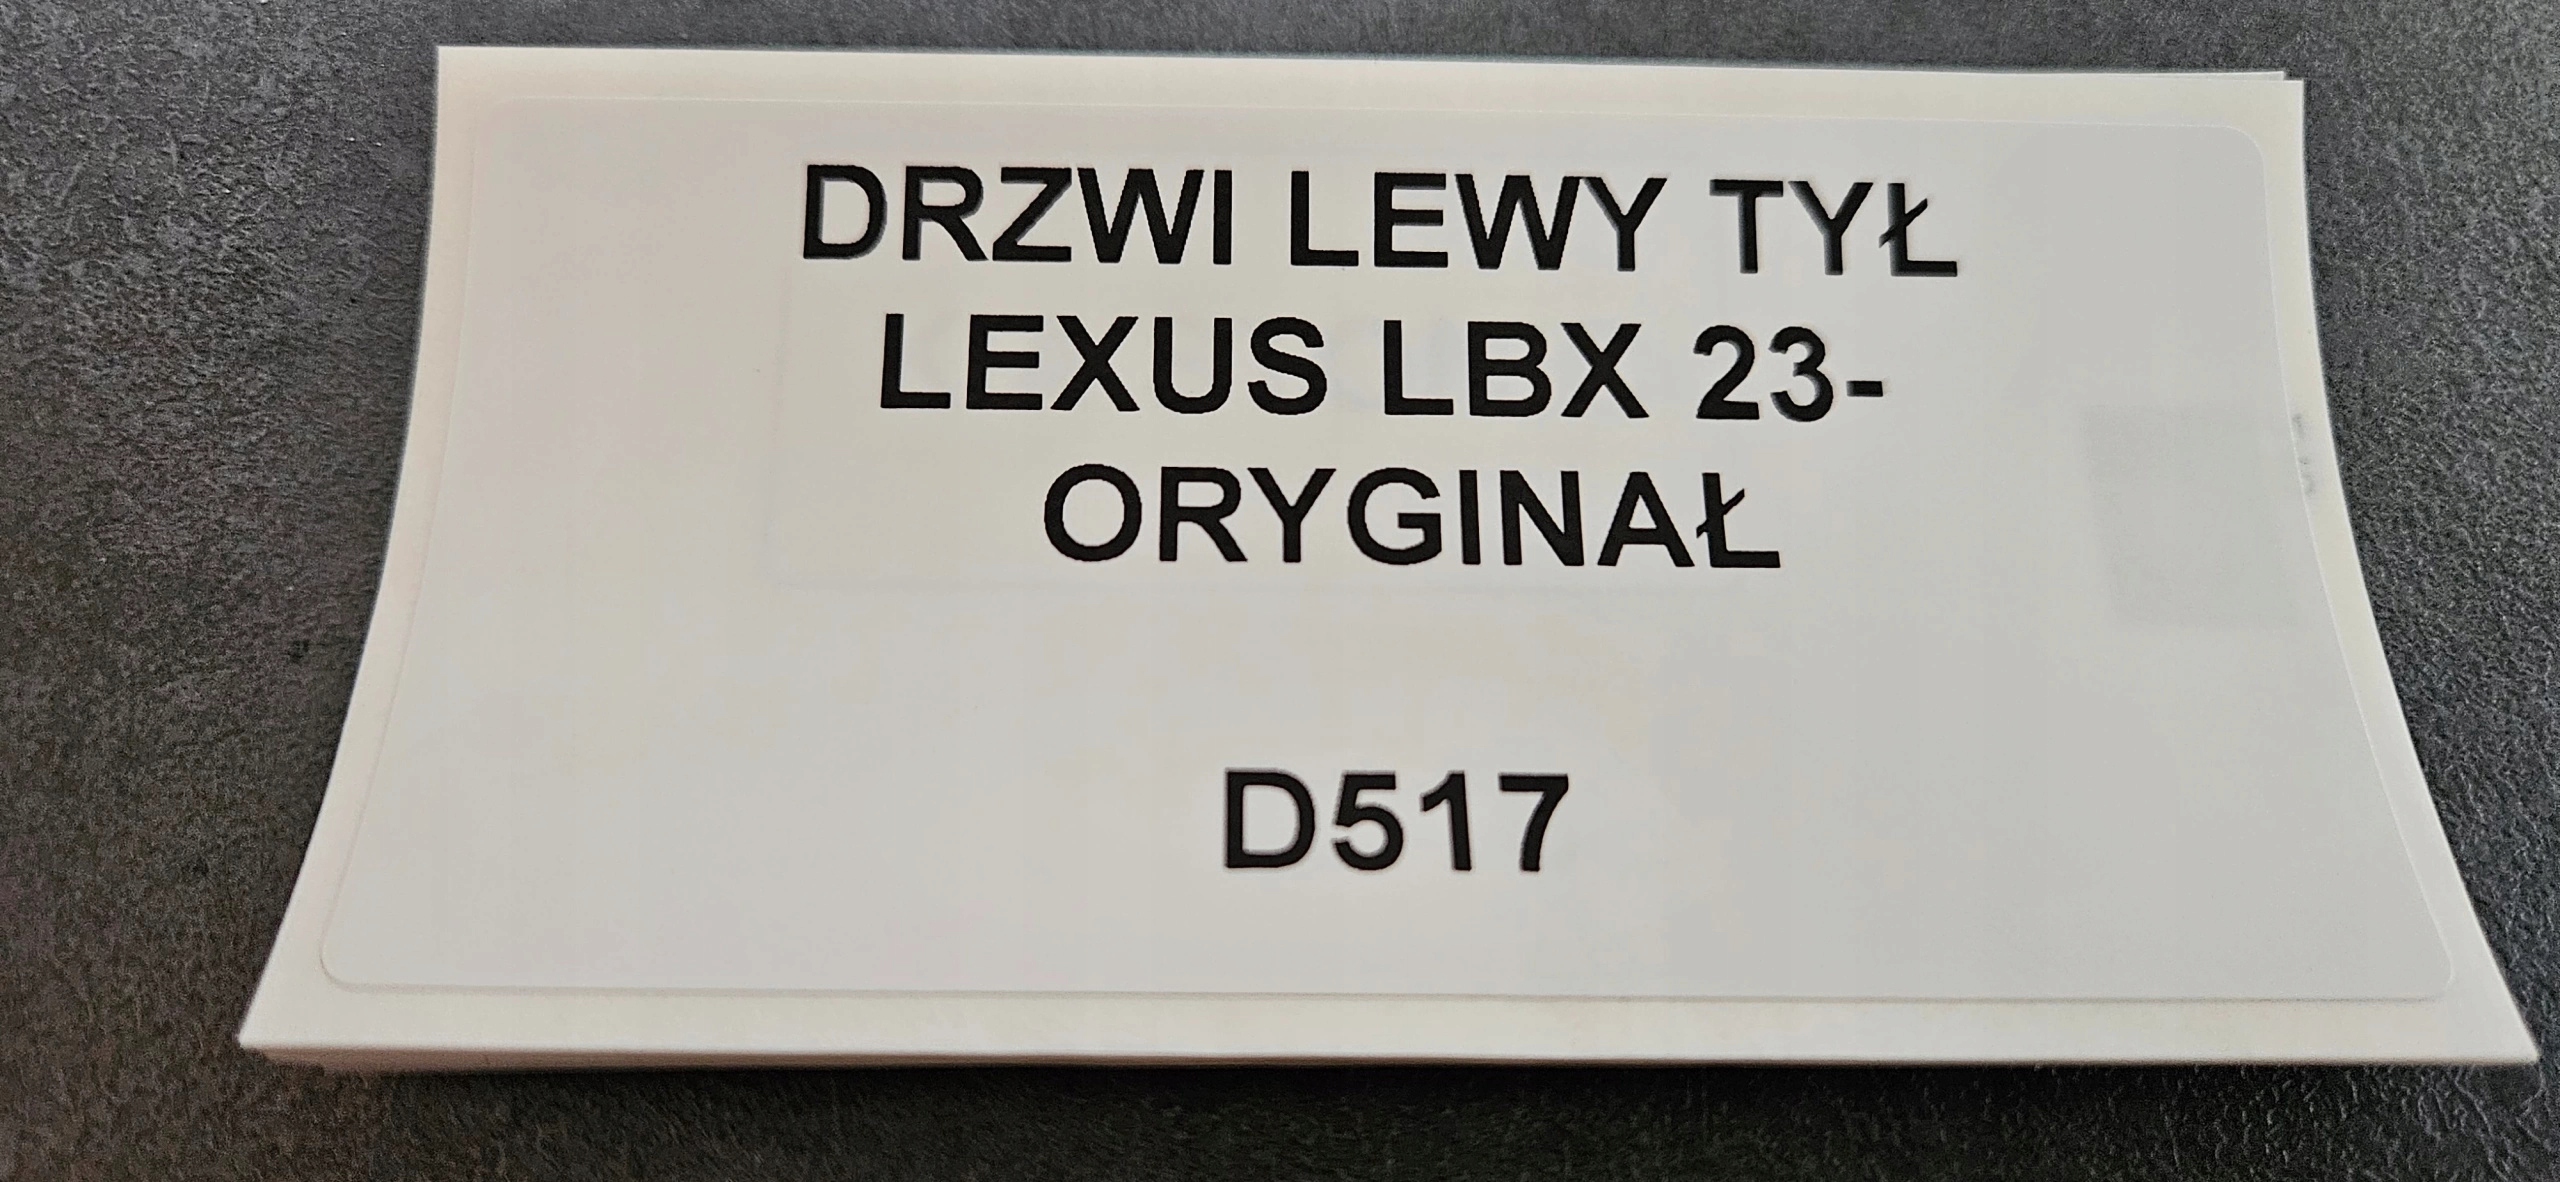 DRZWI LEWY TYŁ
LEXUS LBX 23-
ORYGINAŁ
D517